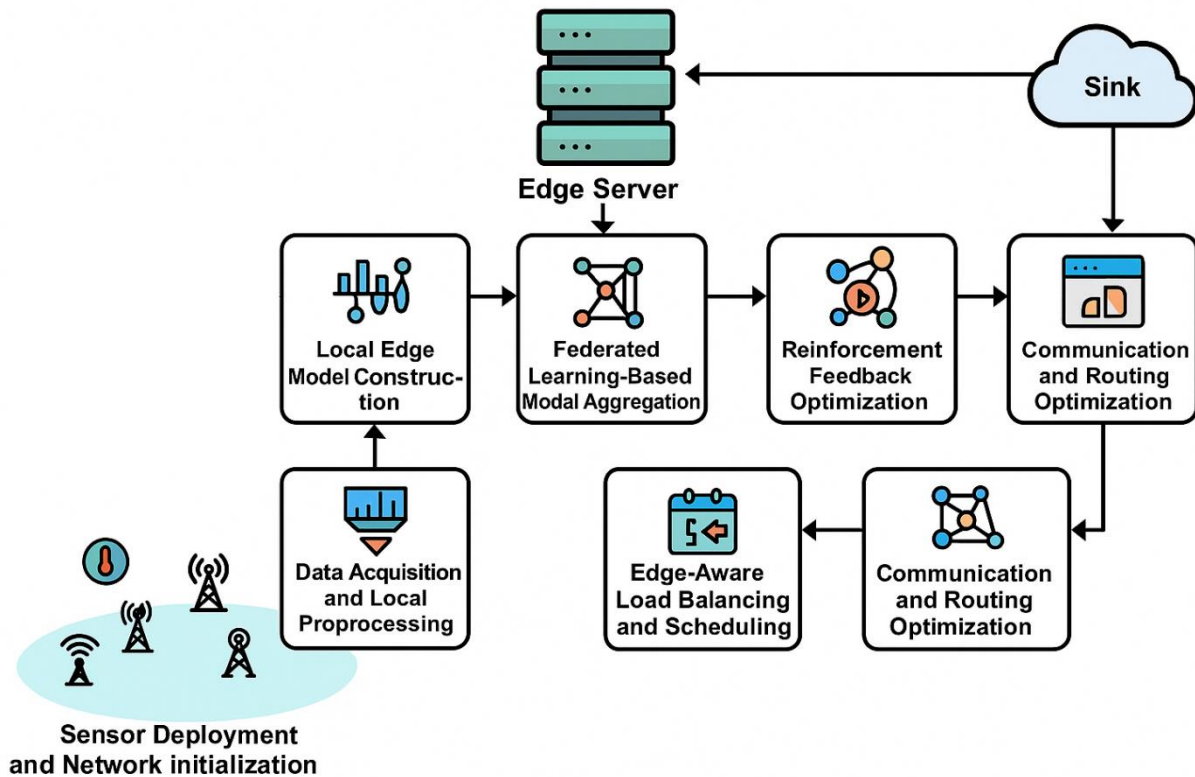 Sink
Edge Server
Local Edge
Model Construc-
tion
Federated
Learning-Based
Modal Aggregation
Reinforcement
Feedback
Optimization
Communication
and Routing
Optimization
Data Acquisition
and Local
Proprocessing
Edge-Aware
Load Balancing
and Scheduling
Communication
and Routing
Optimization
Sensor Deployment
and Network initialization